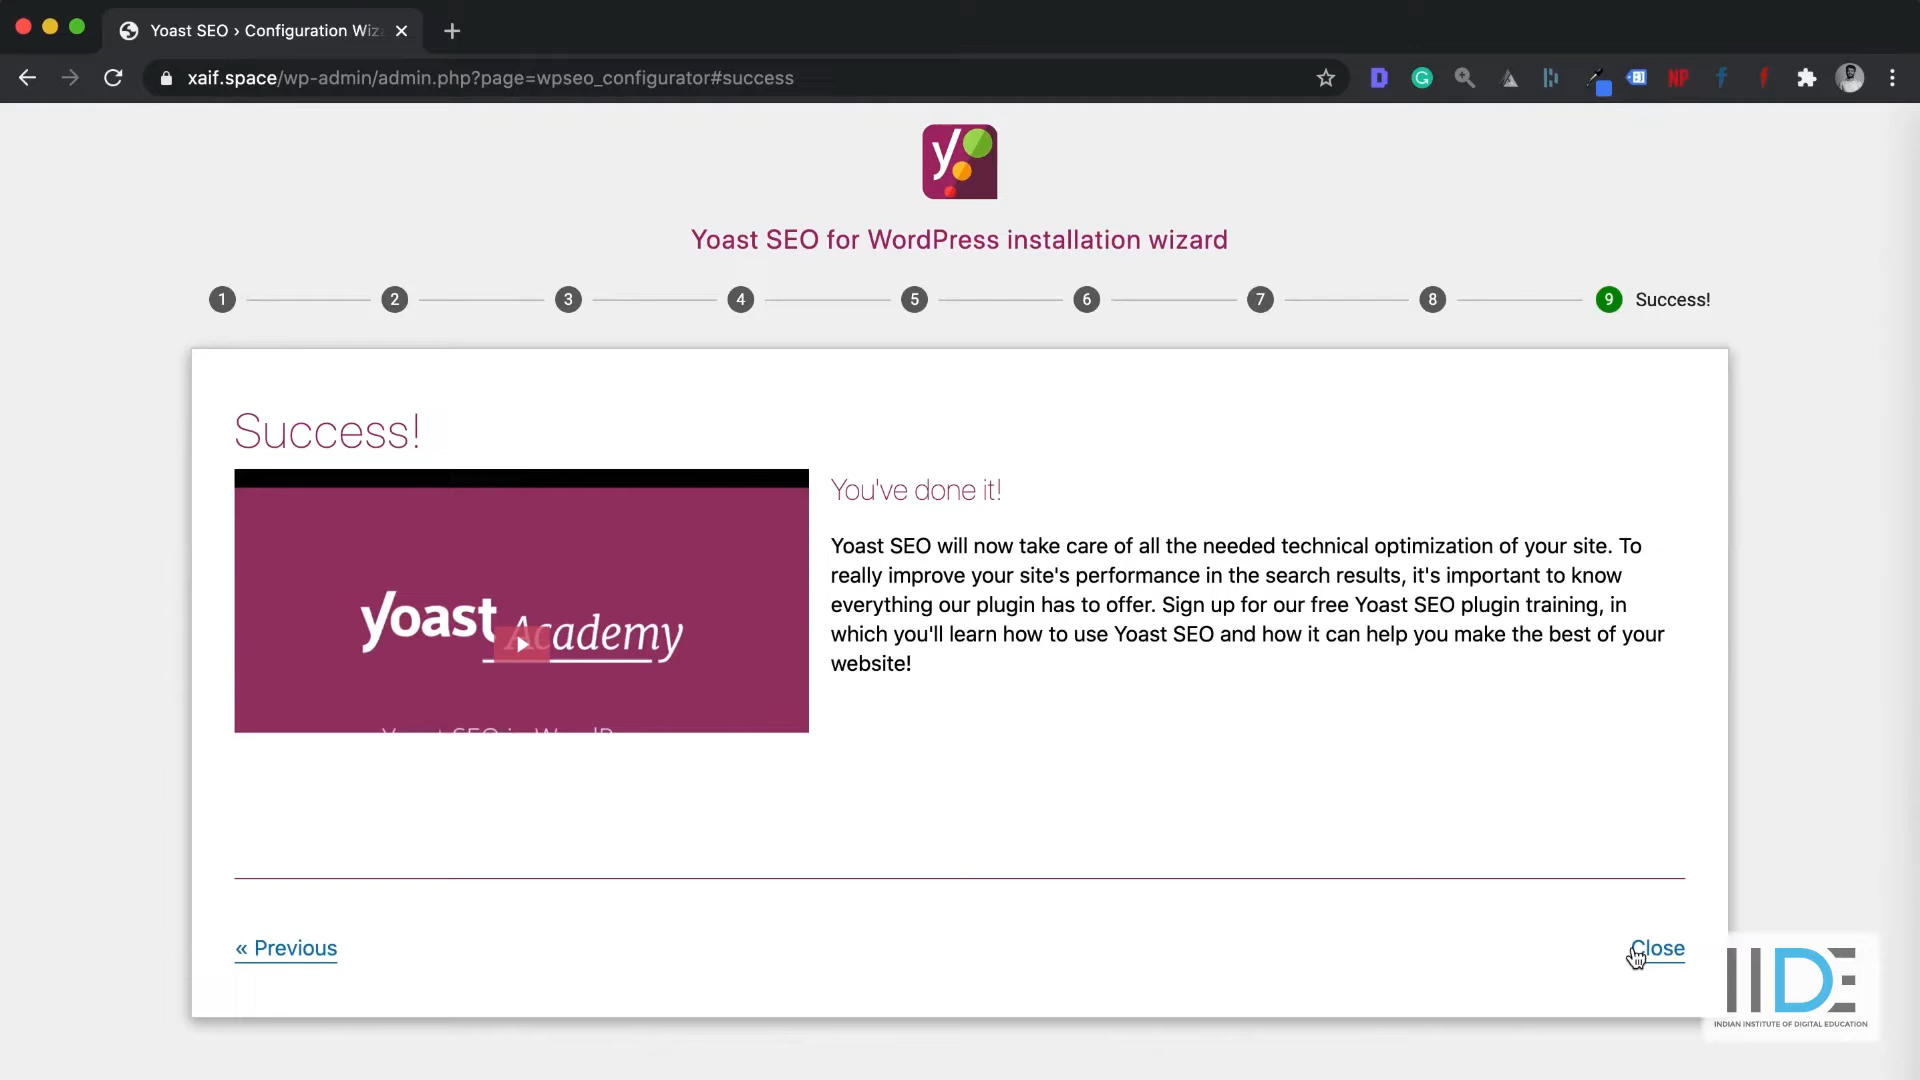 Yoast SEO › Configuration Wiz
xaif.space/wp-admin/admin.php?page=wpseo_configurator#success
Yoast SEO for WordPress installation wizard
1 2 3 4 5 6 7 8 9 Success!
Success!
yoast Academy
You've done it!
Yoast SEO will now take care of all the needed technical optimization of your site. To
really improve your site's performance in the search results, it's important to know
everything our plugin has to offer. Sign up for our free Yoast SEO plugin training, in
which you'll learn how to use Yoast SEO and how it can help you make the best of your
website!
« Previous
Close
IIDE
INDIAN INSTITUTE OF DIGITAL EDUCATION